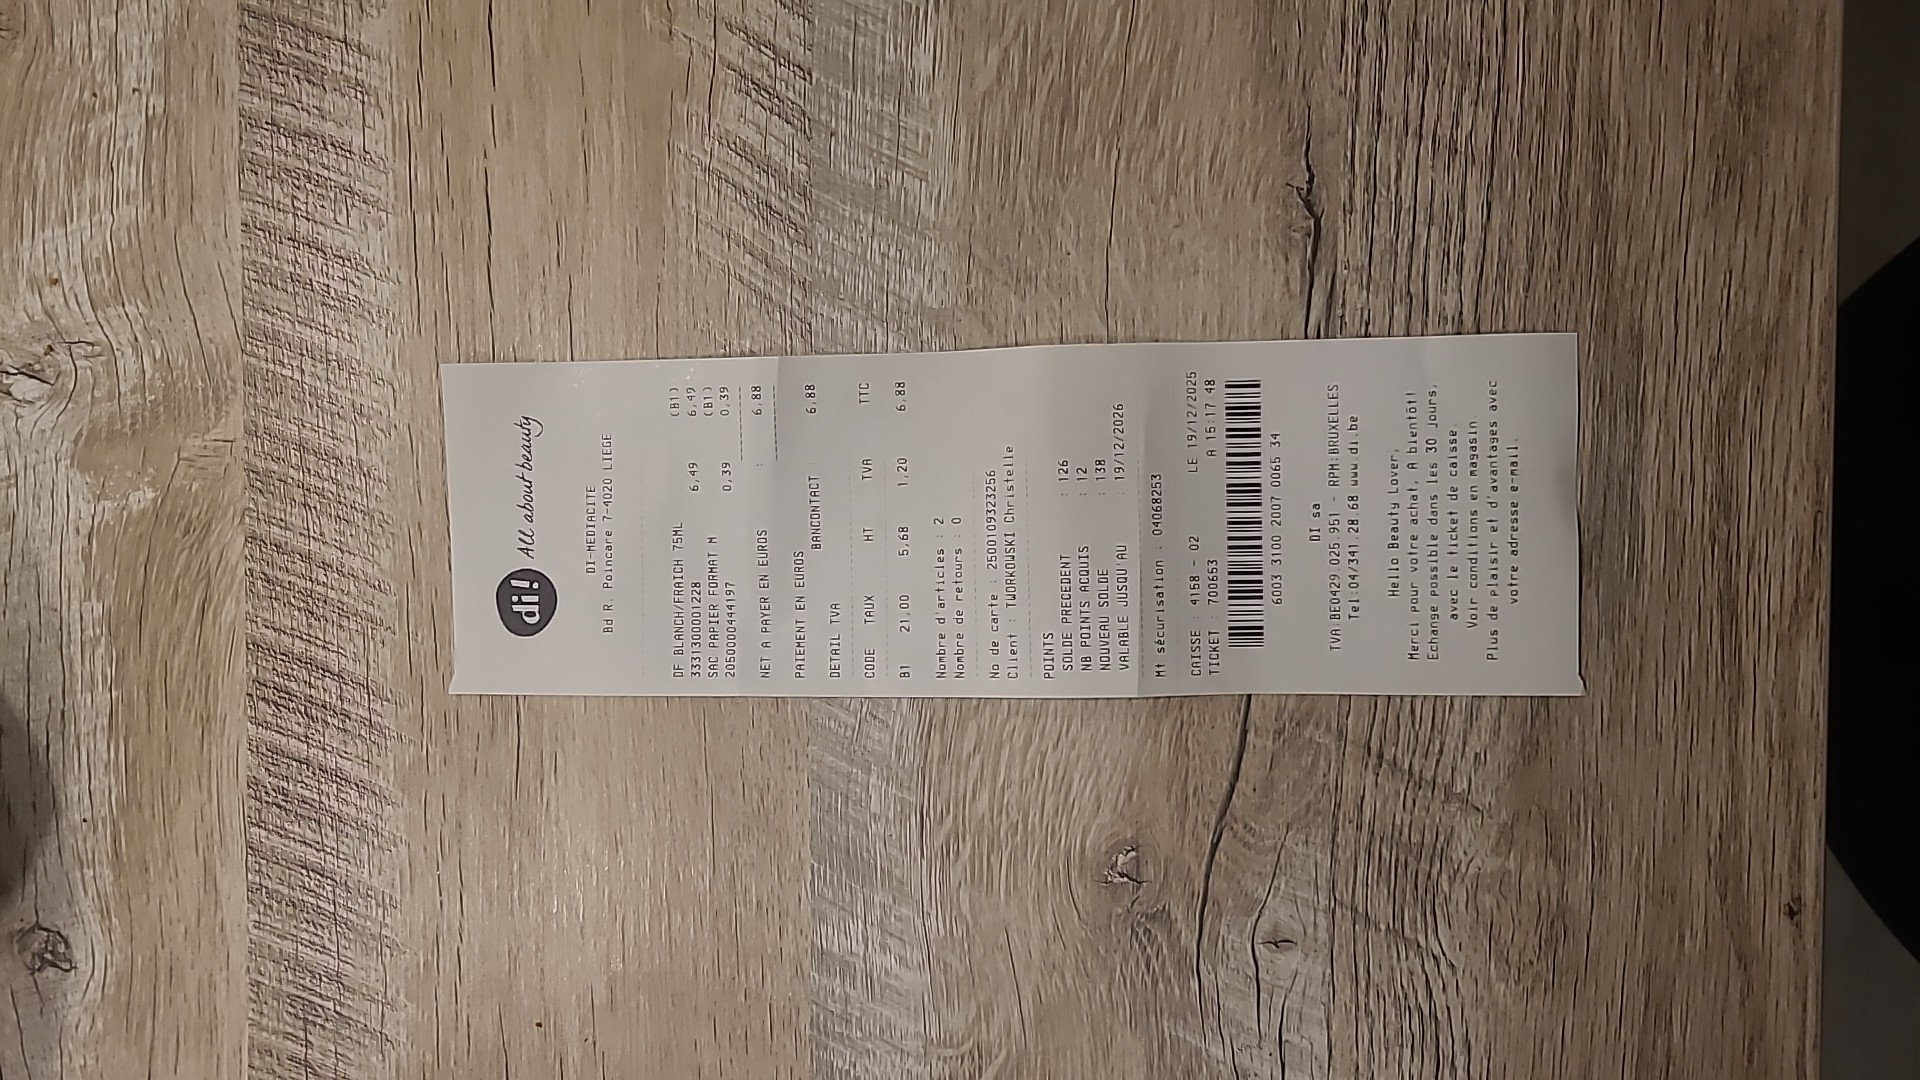 di! All about beauty
DI-MEDIACITE
Bd R. Poincare 7-4020 LIEGE
(B1)
DF BLANCH/FRAICH 75ML 6,49 6,49
3331300001228 (B1)
SAC PAPIER FORMAT M 0,39 0,39
2050000444197
NET A PAYER EN EUROS : 6,88
PAIEMENT EN EUROS
BANCONTACT 6,88
DETAIL TVA
CODE TAUX HT TVA TTC
B1 21,00 5,68 1,20 6,88
Nombre d'articles : 2
Nombre de retours : 0
No de carte : 2500109323256
Client : TWORKOWSKI Christelle
POINTS
SOLDE PRECEDENT : 126
NB POINTS ACQUIS : 12
NOUVEAU SOLDE : 138
VALABLE JUSQU'AU : 19/12/2026
Mt sécurisation : 04068253
CAISSE : 4158 - 02 LE 19/12/2025
TICKET : 700653 A 15:17:48
6003 3100 2007 0065 34
DI sa
TVA:BE0429.025.951 - RPM:BRUXELLES
Tel:04/341.28.68 www.di.be
Hello Beauty Lover,
Merci pour votre achat, A bientôt!
Echange possible dans les 30 jours,
avec le ticket de caisse.
Voir conditions en magasin.
Plus de plaisir et d'avantages avec
votre adresse e-mail.